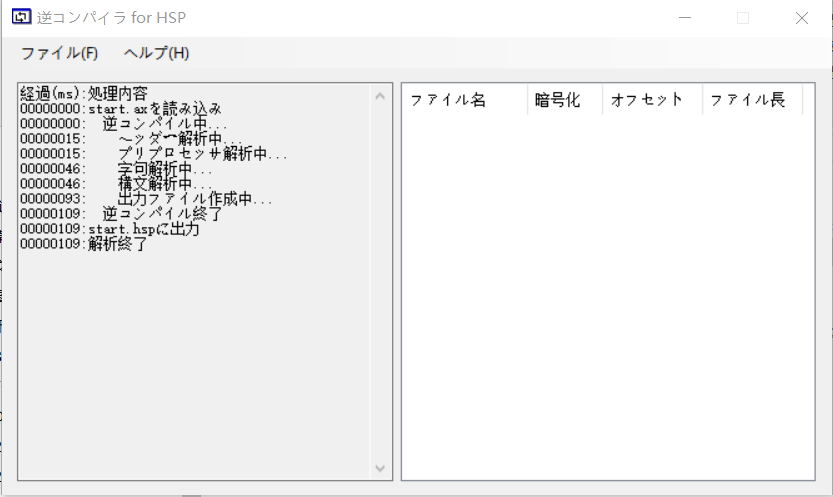 逆コンパイラ for HSP
ファイル(F) ヘルプ(H)
経過(ms):処理内容
00000000:start.axを読み込み
00000000: 逆コンパイル中...
00000015: ヘッダー解析中...
00000015: プリプロセッサ解析中...
00000046: 字句解析中...
00000046: 構文解析中...
00000093: 出力ファイル作成中...
00000109: 逆コンパイル終了
00000109:start.hspに出力
00000109:解析終了
ファイル名 暗号化 オフセット ファイル長